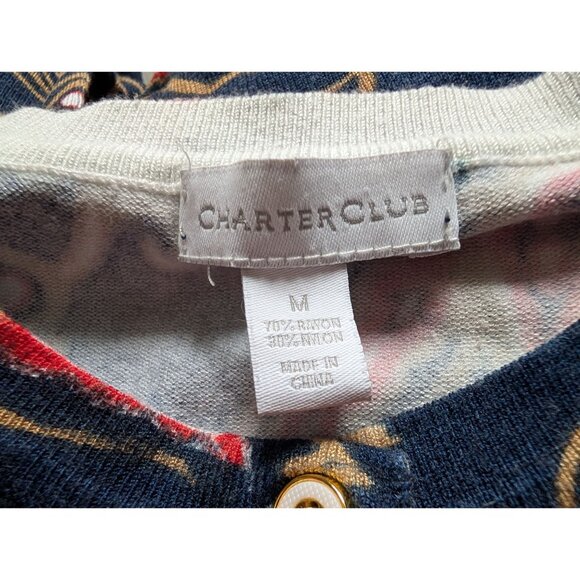 CHARTER CLUB
M
70% RAYON
30% NYLON
MADE IN
CHINA